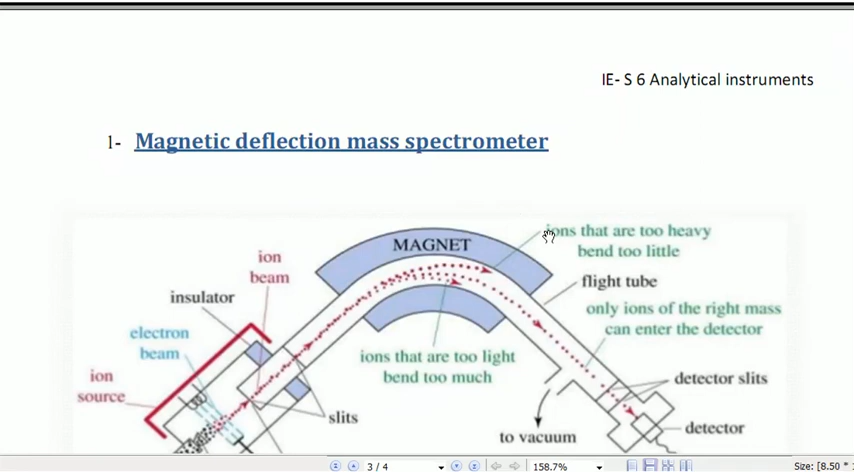 IE- S 6 Analytical instruments
1- Magnetic deflection mass spectrometer
MAGNET
ions that are too heavy
bend too little
ion
beam
flight tube
insulator
only ions of the right mass
can enter the detector
electron
beam
ions that are too light
bend too much
ion
source
detector slits
slits
detector
to vacuum
3 / 4
158.7%
Size: [8.50 *